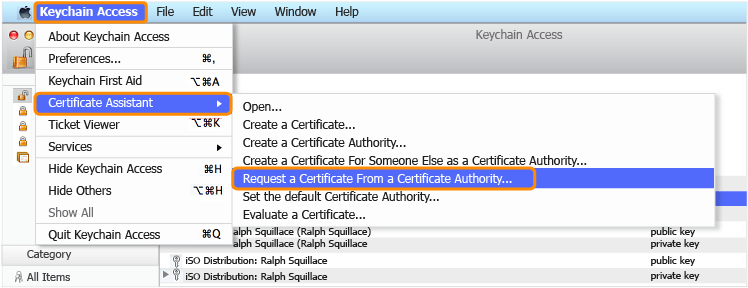 Keychain Access File Edit View Window Help
About Keychain Access
Keychain Access
Preferences... ⌘,
Keychain First Aid ⌥⌘A
Certificate Assistant ▶
Open...
Ticket Viewer ⌥⌘K
Create a Certificate...
Services ▶
Create a Certificate Authority...
Create a Certificate For Someone Else as a Certificate Authority...
Hide Keychain Access ⌘H
Request a Certificate From a Certificate Authority...
Hide Others ⌥⌘H
Set the default Certificate Authority...
Show All
Evaluate a Certificate...
Quit Keychain Access ⌘Q
Ralph Squillace (Ralph Squillace) public key
Ralph Squillace (Ralph Squillace) private key
Category
iSO Distribution: Ralph Squillace public key
All Items
iSO Distribution: Ralph Squillace private key